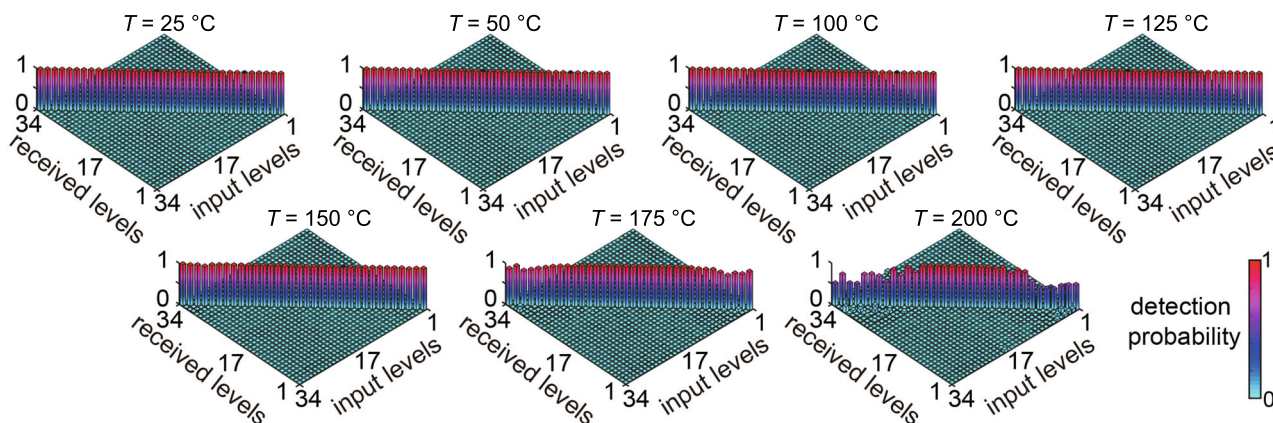 T = 25 °C
T = 50 °C
T = 100 °C
T = 125 °C
1
0
34
17
1
received levels
34
17
1
input levels
1
0
34
17
1
received levels
34
17
1
input levels
1
0
34
17
1
received levels
34
17
1
input levels
1
0
34
17
1
received levels
34
17
1
input levels
T = 150 °C
T = 175 °C
T = 200 °C
1
0
34
17
1
received levels
34
17
1
input levels
1
0
34
17
1
received levels
34
17
1
input levels
1
0
34
17
1
received levels
34
17
1
input levels
detection
probability
1
0